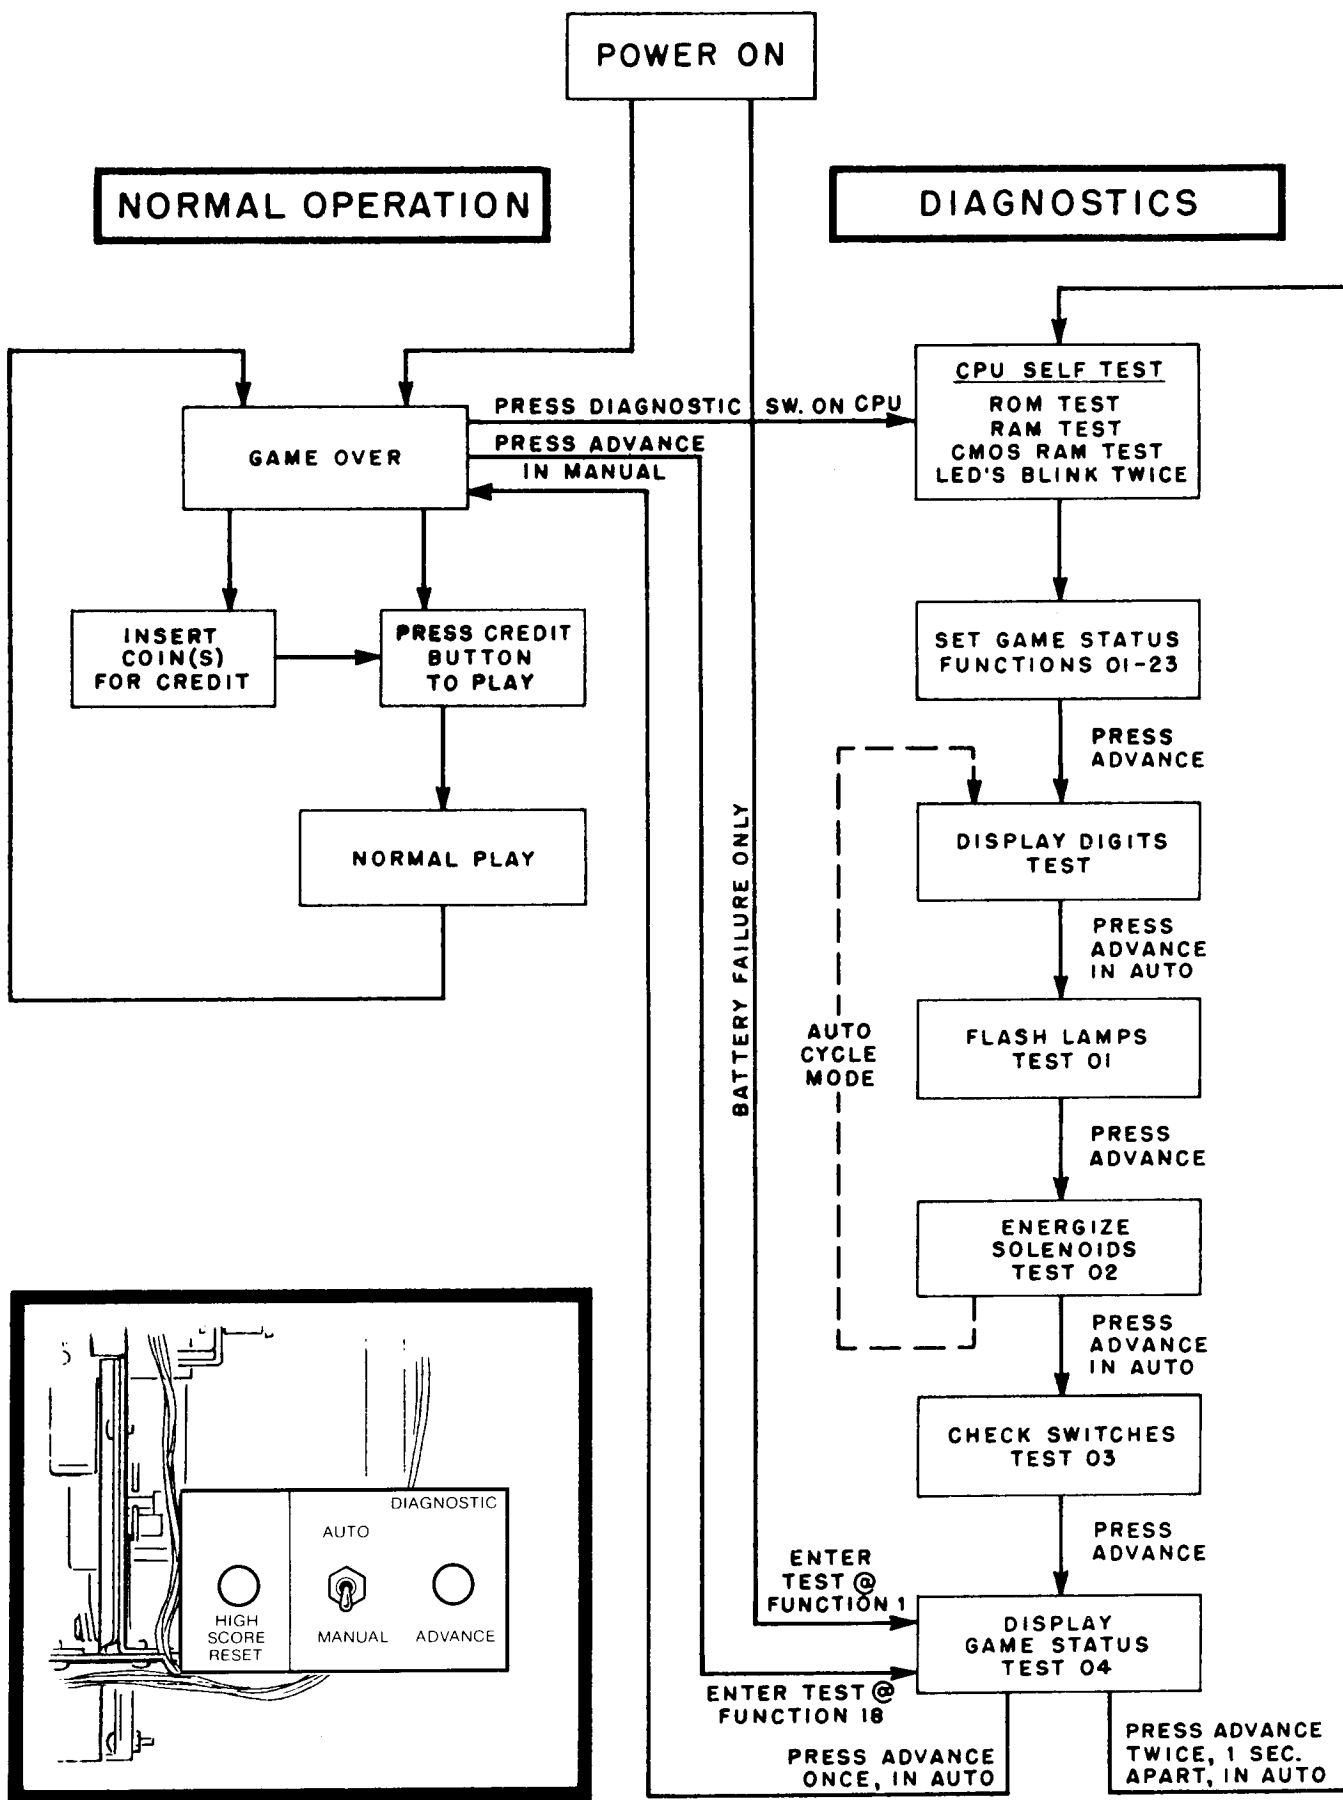 POWER ON
NORMAL OPERATION
DIAGNOSTICS
GAME OVER
PRESS DIAGNOSTIC SW. ON CPU
PRESS ADVANCE
IN MANUAL
CPU SELF TEST
ROM TEST
RAM TEST
CMOS RAM TEST
LED'S BLINK TWICE
INSERT
COIN(S)
FOR CREDIT
PRESS CREDIT
BUTTON
TO PLAY
NORMAL PLAY
SET GAME STATUS
FUNCTIONS 01-23
PRESS
ADVANCE
DISPLAY DIGITS
TEST
PRESS
ADVANCE
IN AUTO
BATTERY FAILURE ONLY
AUTO
CYCLE
MODE
FLASH LAMPS
TEST 01
PRESS
ADVANCE
ENERGIZE
SOLENOIDS
TEST 02
PRESS
ADVANCE
IN AUTO
CHECK SWITCHES
TEST 03
PRESS
ADVANCE
ENTER
TEST @
FUNCTION 1
DISPLAY
GAME STATUS
TEST 04
ENTER TEST @
FUNCTION 18
PRESS ADVANCE
ONCE, IN AUTO
PRESS ADVANCE
TWICE, 1 SEC.
APART, IN AUTO
DIAGNOSTIC
AUTO
HIGH
SCORE
RESET
MANUAL
ADVANCE